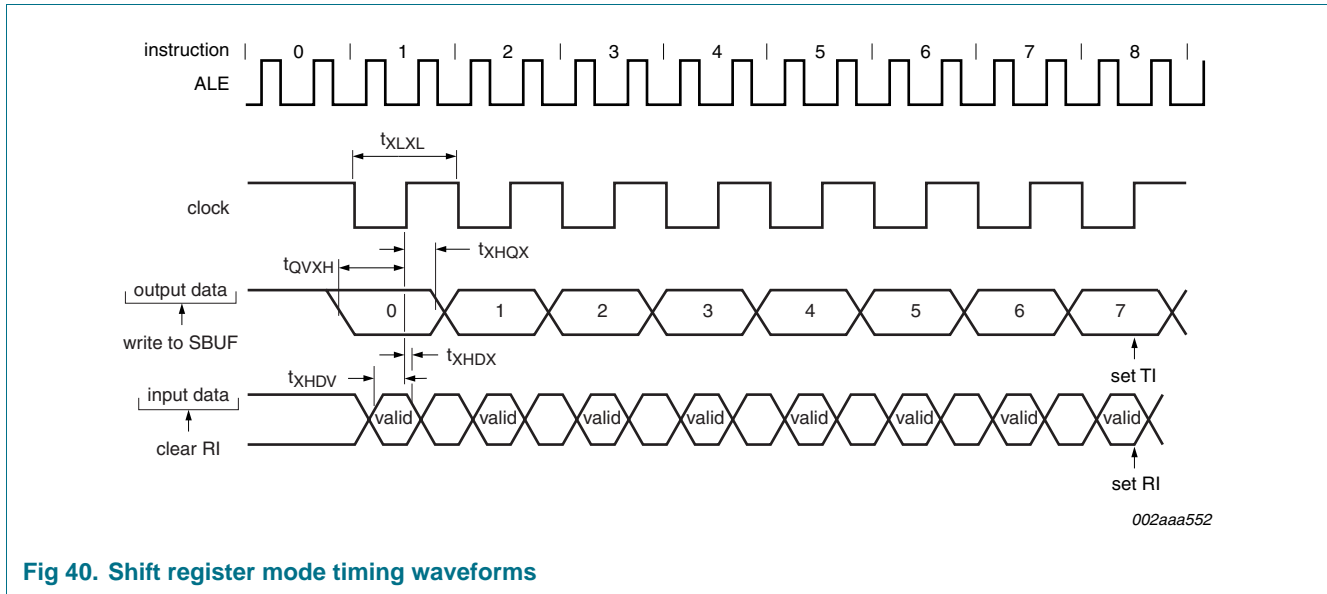 instruction 0 1 2 3 4 5 6 7 8
ALE
tXLXL
clock
tXHQX
tQVXH
output data 0 1 2 3 4 5 6 7
write to SBUF
tXHDX
set TI
tXHDV
input data valid valid valid valid valid valid valid valid
clear RI
set RI
002aaa552
Fig 40. Shift register mode timing waveforms